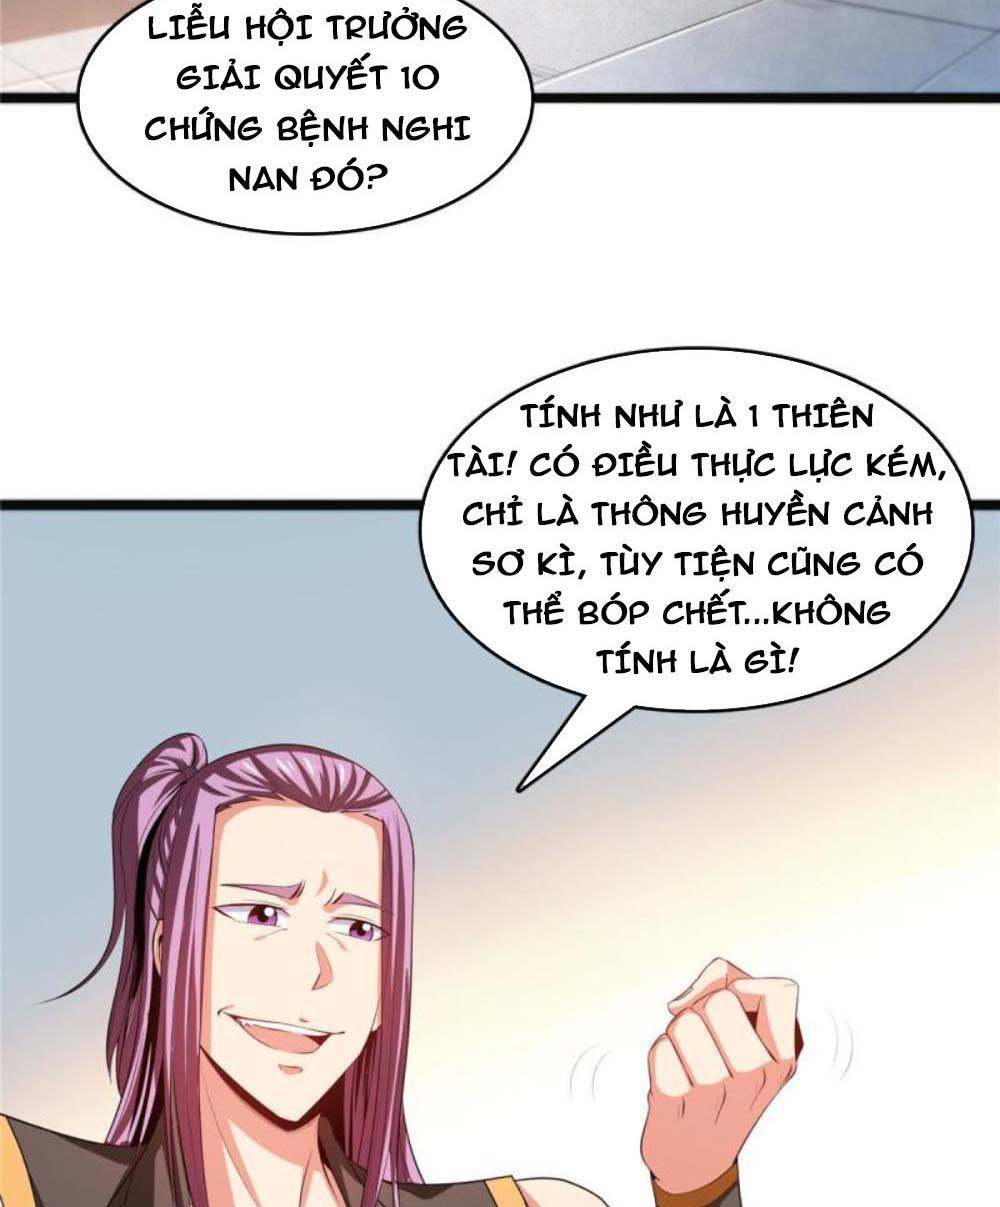 LIỄU HỘI TRƯỞNG
GIẢI QUYẾT 10
CHỨNG BỆNH NGHI
NAN ĐÓ?
TÍNH NHƯ LÀ 1 THIÊN
TÀI! CÓ ĐIỀU THỰC LỰC KÉM,
CHỈ LÀ THÔNG HUYỀN CẢNH
SƠ KÌ, TÙY TIỆN CŨNG CÓ
THỂ BÓP CHẾT...KHÔNG
TÍNH LÀ GÌ!